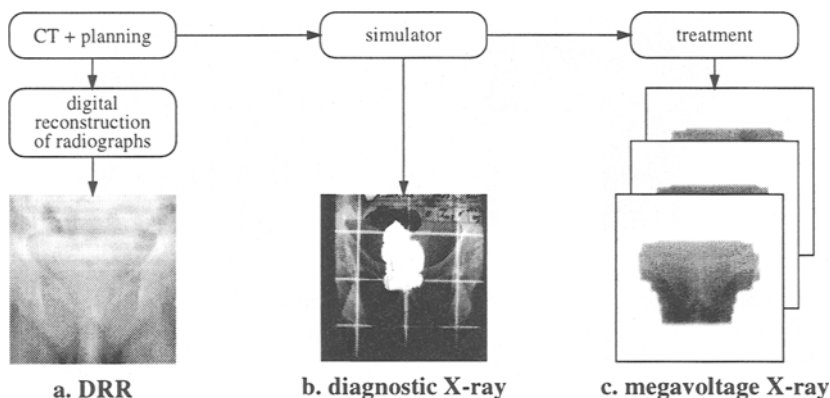 CT + planning
simulator
treatment
digital
reconstruction
of radiographs
a. DRR
b. diagnostic X-ray
c. megavoltage X-ray